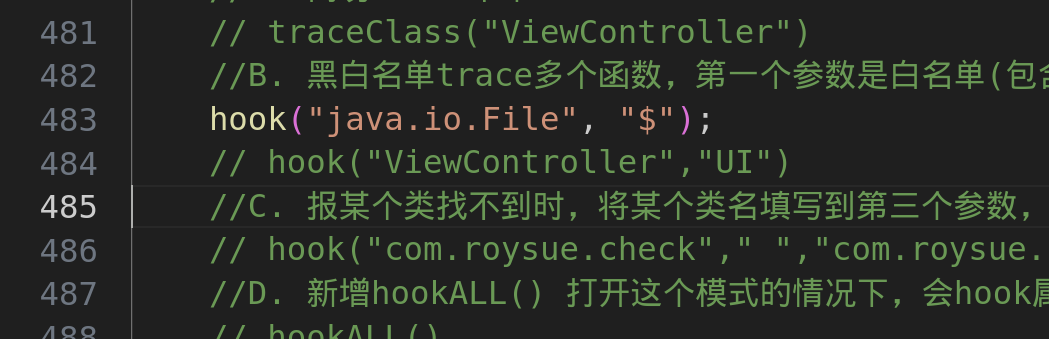 481 // traceClass("ViewController")
482 //B. 黑白名单trace多个函数，第一个参数是白名单(包含
483 hook("java.io.File", "$");
484 // hook("ViewController","UI")
485 //C. 报某个类找不到时，将某个类名填写到第三个参数，
486 // hook("com.roysue.check"," ","com.roysue.
487 //D. 新增hookALL() 打开这个模式的情况下，会hook属
488 // hookALL()